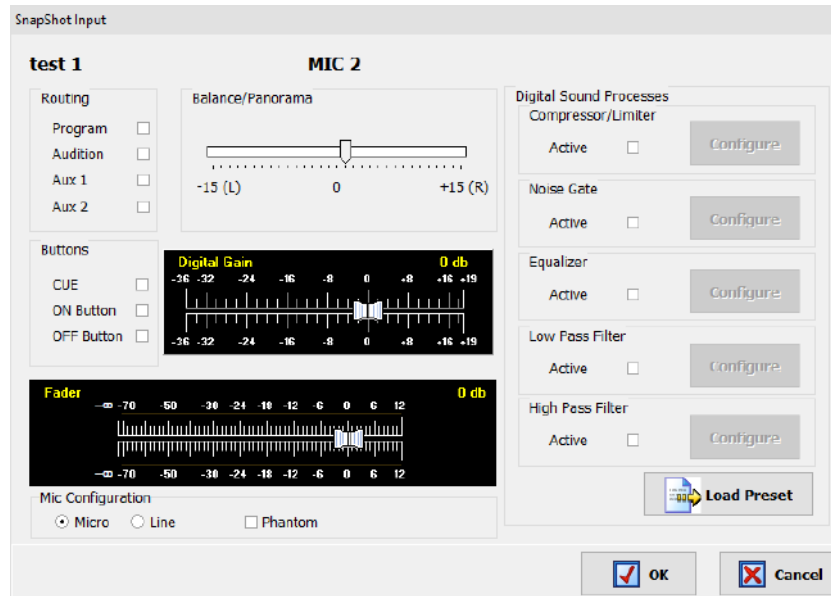 SnapShot Input
test 1 MIC 2
Routing
Program
Audition
Aux 1
Aux 2
Balance/Panorama
-15 (L) 0 +15 (R)
Buttons
CUE
ON Button
OFF Button
Digital Gain 0 db
-36 -32 -24 -16 -8 0 +8 +16 +19
-36 -32 -24 -16 -8 0 +8 +16 +19
Fader 0 db
-∞ -70 -50 -30 -24 -18 -12 -6 0 6 12
-∞ -70 -50 -30 -24 -18 -12 -6 0 6 12
Mic Configuration
Micro Line Phantom
Digital Sound Processes
Compressor/Limiter
Active Configure
Noise Gate
Active Configure
Equalizer
Active Configure
Low Pass Filter
Active Configure
High Pass Filter
Active Configure
Load Preset
OK Cancel